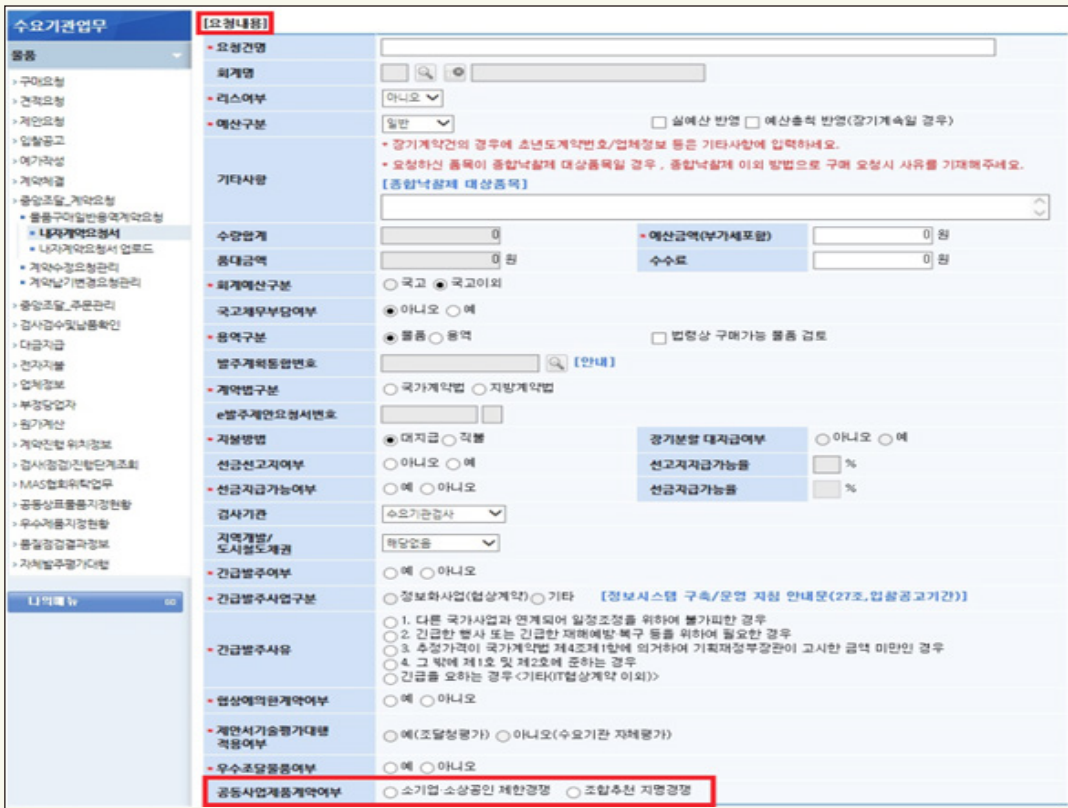 수요기관업무
물품
구매요청
견적요청
제안요청
입찰공고
예가작성
계약체결
중앙조달_계약요청
물품구매일반용역계약요청
내자계약요청서
내자계약요청서 업로드
계약수정요청관리
계약납기변경요청관리
중앙조달_주문관리
검사검수및납품확인
대금지급
전자지불
업체정보
부정당업자
원가계산
계약진행 위치정보
검사(점검)진행단계조회
MAS협회위탁업무
공동상표물품지정현황
우수제품지정현황
품질점검결과정보
자체발주평가대행
나의메뉴
[요청내용]
요청건명
회계명
리스여부 아니오
예산구분 일반 실예산 반영 예산총척 반영(장기계속일 경우)
* 장기계약건의 경우에 초년도계약번호/업체정보 등은 기타사항에 입력하세요.
* 요청하신 품목이 종합낙찰제 대상품목일 경우 , 종합낙찰제 이외 방법으로 구매 요청시 사유를 기재해주세요.
기타사항
[종합낙찰제 대상품목]
수량합계 0 예산금액(부가세포함) 0 원
품대금액 0 원 수수료 0 원
회계예산구분 국고 국고이외
국고채무부담여부 아니오 예
용역구분 물품 용역 법령상 구매가능 물품 검토
발주계획통합번호 [안내]
계약법구분 국가계약법 지방계약법
e발주제안요청서번호
지불방법 대지급 직불 장기분할 대지급여부 아니오 예
선금선고지여부 아니오 예 선고지지급가능율 %
선금지급가능여부 예 아니오 선금지급가능율 %
검사기관 수요기관검사
지역개발/
도시철도채권 해당없음
긴급발주여부 예 아니오
긴급발주사업구분 정보화사업(협상계약) 기타 [정보시스템 구축/운영 지침 안내문(27조,입찰공고기간)]
1. 다른 국가사업과 연계되어 일정조정을 위하여 불가피한 경우
2. 긴급한 행사 또는 긴급한 재해예방·복구 등을 위하여 필요한 경우
긴급발주사유 3. 추정가격이 국가계약법 제4조제1항에 의거하여 기획재정부장관이 고시한 금액 미만인 경우
4. 그 밖에 제1호 및 제2호에 준하는 경우
긴급을 요하는 경우<기타(IT협상계약 이외)>
협상에의한계약여부 예 아니오
제안서기술평가대행
적용여부 예(조달청평가) 아니오(수요기관 자체평가)
우수조달물품여부 예 아니오
공동사업제품계약여부 소기업·소상공인 제한경쟁 조합추천 지명경쟁